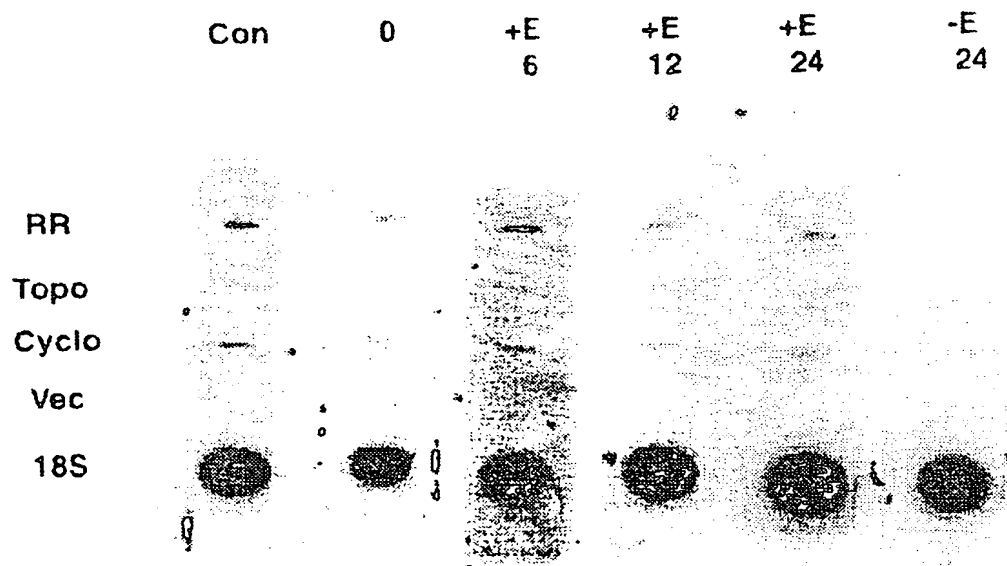 Con 0 +E +E +E -E
6 12 24 24
RR
Topo
Cyclo
Vec
18S